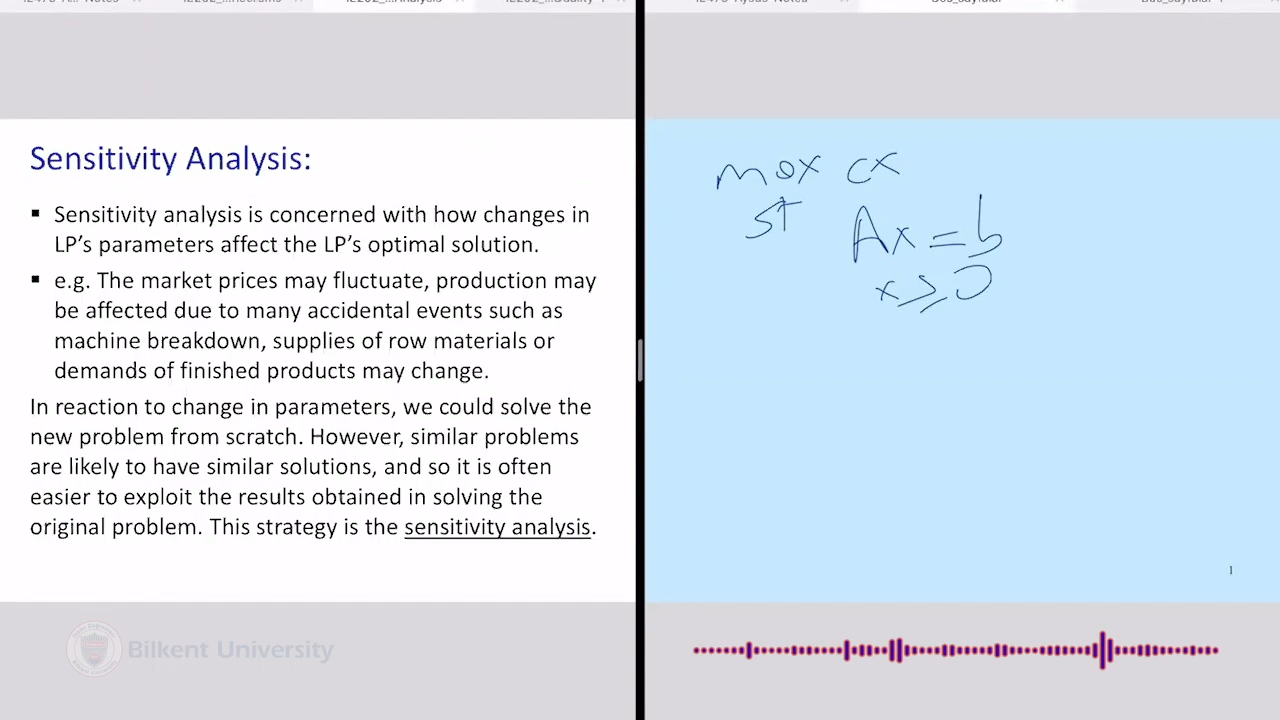 Sensitivity Analysis:
▪ Sensitivity analysis is concerned with how changes in
LP’s parameters affect the LP’s optimal solution.
▪ e.g. The market prices may fluctuate, production may
be affected due to many accidental events such as
machine breakdown, supplies of row materials or
demands of finished products may change.
In reaction to change in parameters, we could solve the
new problem from scratch. However, similar problems
are likely to have similar solutions, and so it is often
easier to exploit the results obtained in solving the
original problem. This strategy is the sensitivity analysis.
Bilkent University
max cx
st Ax = b
x ≥ 0
1